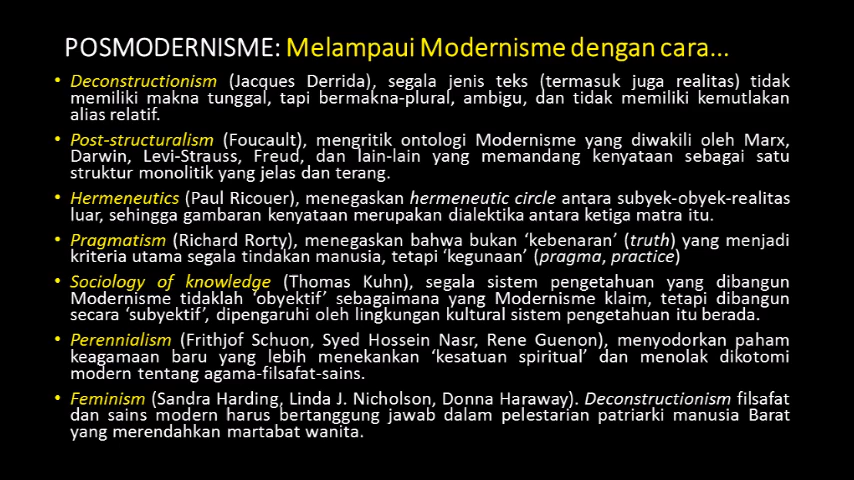 POSMODERNISME: Melampaui Modernisme dengan cara...
• Deconstructionism (Jacques Derrida), segala jenis teks (termasuk juga realitas) tidak
memiliki makna tunggal, tapi bermakna-plural, ambigu, dan tidak memiliki kemutlakan
alias relatif.
• Post-structuralism (Foucault), mengritik ontologi Modernisme yang diwakili oleh Marx,
Darwin, Levi-Strauss, Freud, dan lain-lain yang memandang kenyataan sebagai satu
struktur monolitik yang jelas dan terang.
• Hermeneutics (Paul Ricouer), menegaskan hermeneutic circle antara subyek-obyek-realitas
luar, sehingga gambaran kenyataan merupakan dialektika antara ketiga matra itu.
• Pragmatism (Richard Rorty), menegaskan bahwa bukan ‘kebenaran’ (truth) yang menjadi
kriteria utama segala tindakan manusia, tetapi ‘kegunaan’ (pragma, practice)
• Sociology of knowledge (Thomas Kuhn), segala sistem pengetahuan yang dibangun
Modernisme tidaklah ‘obyektif’ sebagaimana yang Modernisme klaim, tetapi dibangun
secara ‘subyektif’, dipengaruhi oleh lingkungan kultural sistem pengetahuan itu berada.
• Perennialism (Frithjof Schuon, Syed Hossein Nasr, Rene Guenon), menyodorkan paham
keagamaan baru yang lebih menekankan ‘kesatuan spiritual’ dan menolak dikotomi
modern tentang agama-filsafat-sains.
• Feminism (Sandra Harding, Linda J. Nicholson, Donna Haraway). Deconstructionism filsafat
dan sains modern harus bertanggung jawab dalam pelestarian patriarki manusia Barat
yang merendahkan martabat wanita.